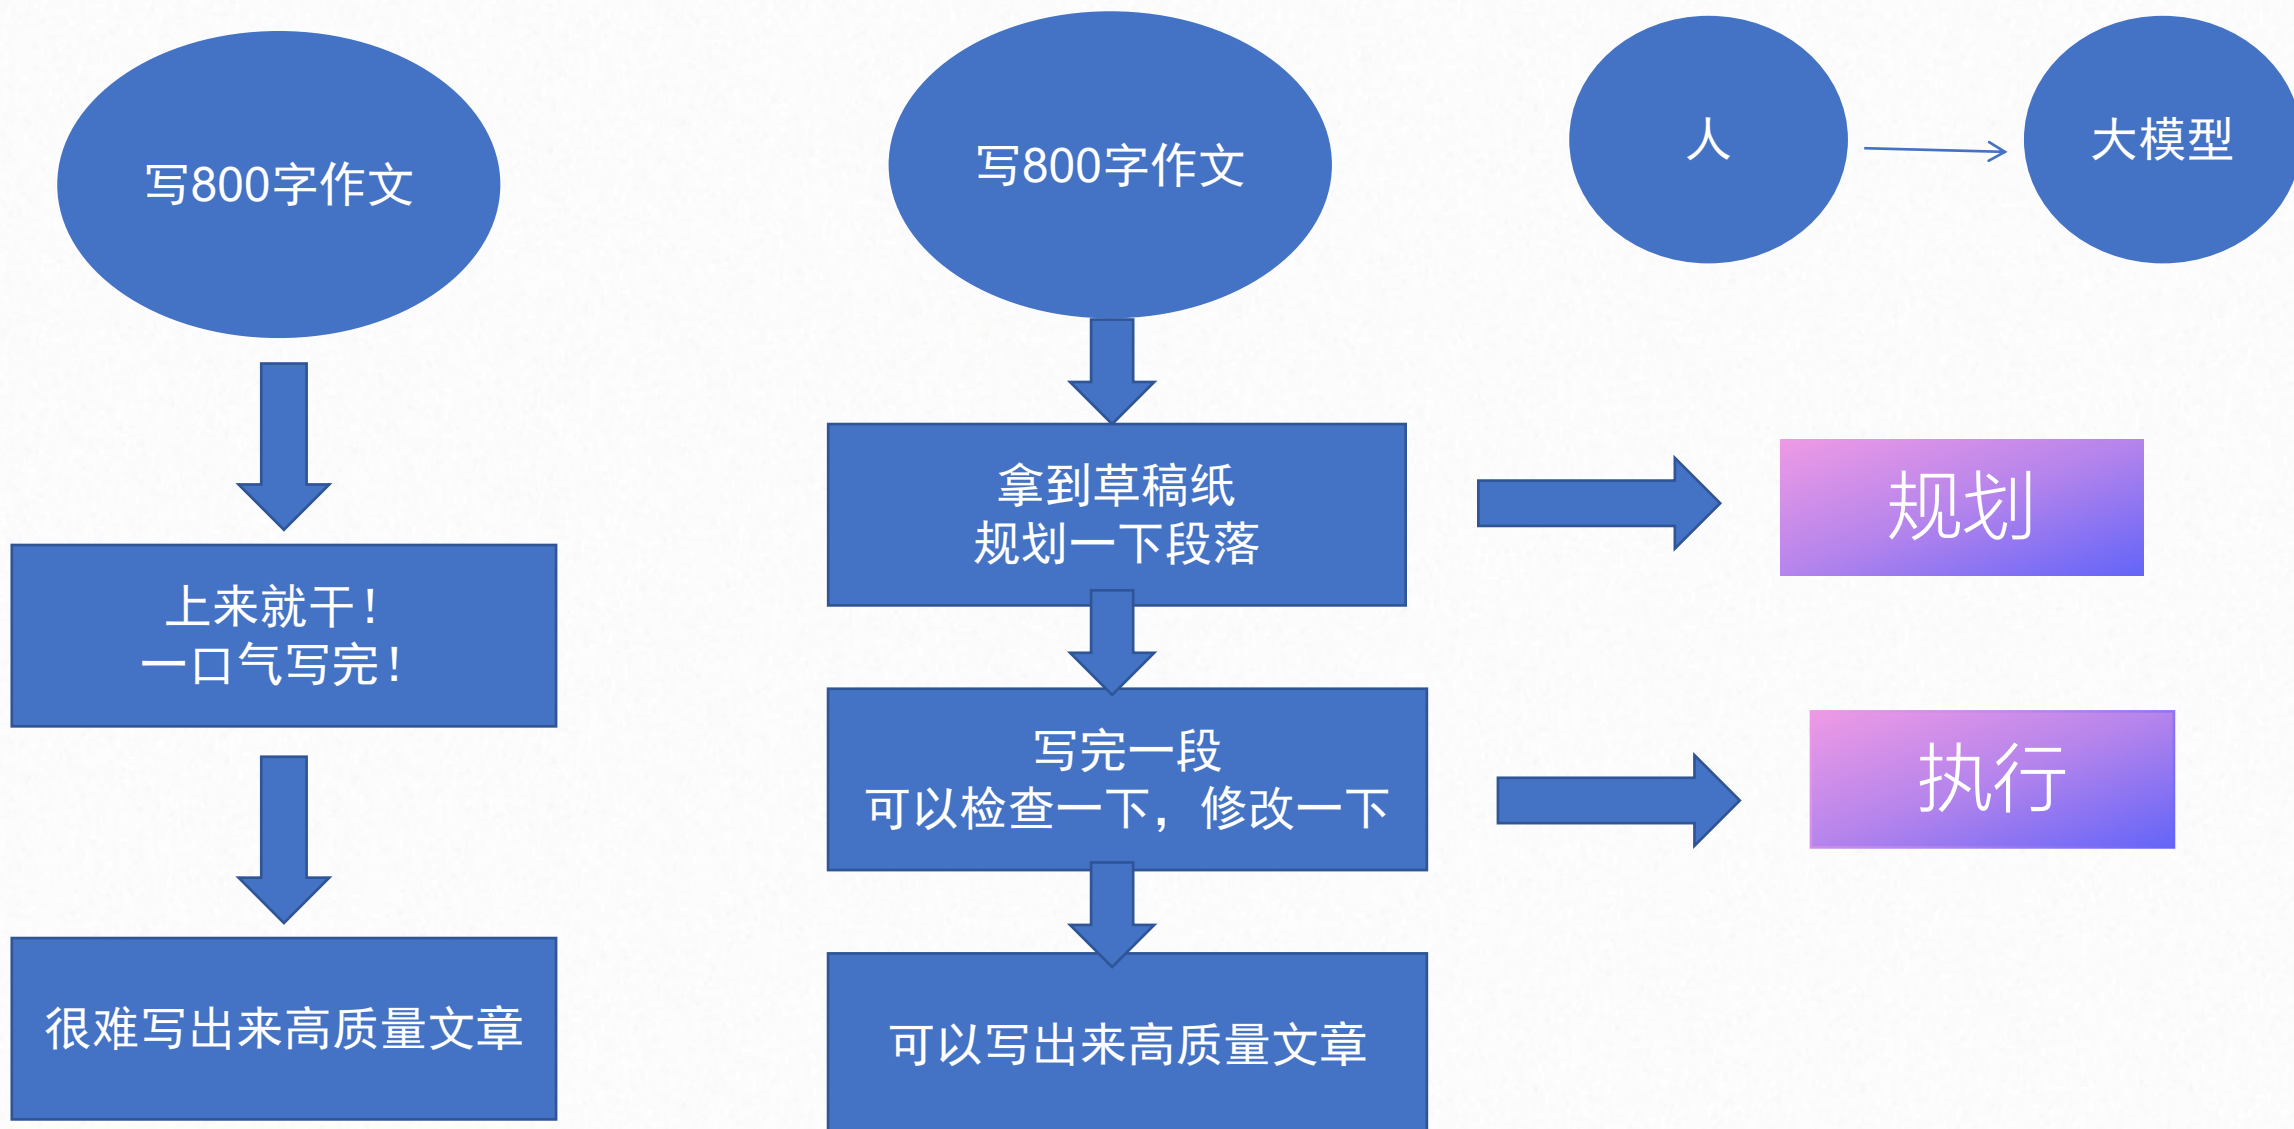 写800字作文
上来就干！
一口气写完！
很难写出来高质量文章
写800字作文
拿到草稿纸
规划一下段落
写完一段
可以检查一下，修改一下
可以写出来高质量文章
人
大模型
规划
执行